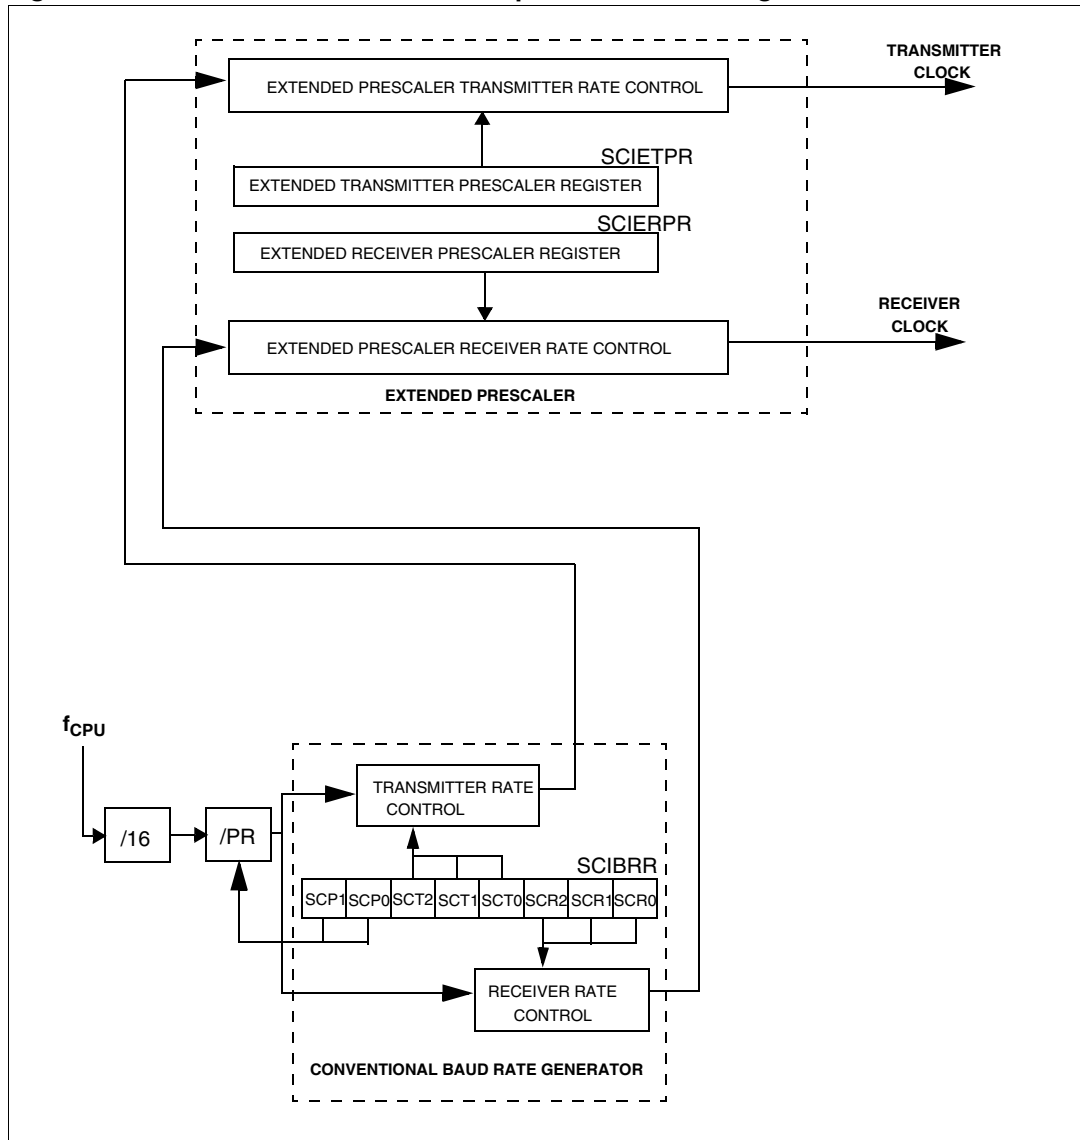 TRANSMITTER
CLOCK
EXTENDED PRESCALER TRANSMITTER RATE CONTROL
SCIETPR
EXTENDED TRANSMITTER PRESCALER REGISTER
SCIERPR
EXTENDED RECEIVER PRESCALER REGISTER
RECEIVER
CLOCK
EXTENDED PRESCALER RECEIVER RATE CONTROL
EXTENDED PRESCALER
fCPU
TRANSMITTER RATE
CONTROL
/16
/PR
SCIBRR
SCP1 SCP0 SCT2 SCT1 SCT0 SCR2 SCR1 SCR0
RECEIVER RATE
CONTROL
CONVENTIONAL BAUD RATE GENERATOR